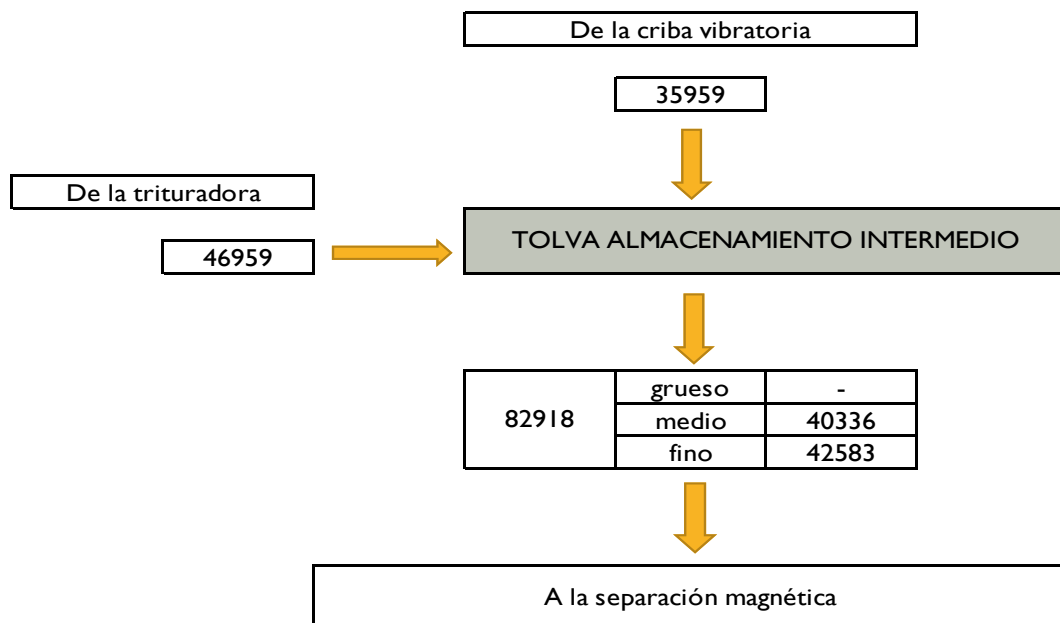 De la criba vibratoria
35959
De la trituradora
46959
TOLVA ALMACENAMIENTO INTERMEDIO
82918
grueso -
medio 40336
fino 42583
A la separación magnética